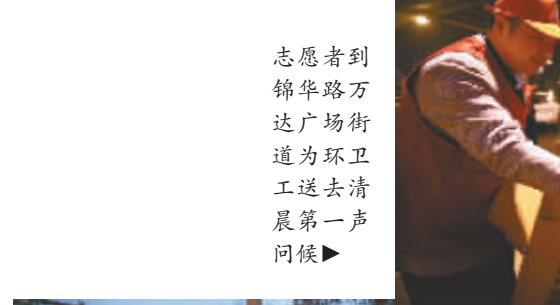 志愿者到
锦华路万
达广场街
道为环卫
工送去清
晨第一声
问候▶